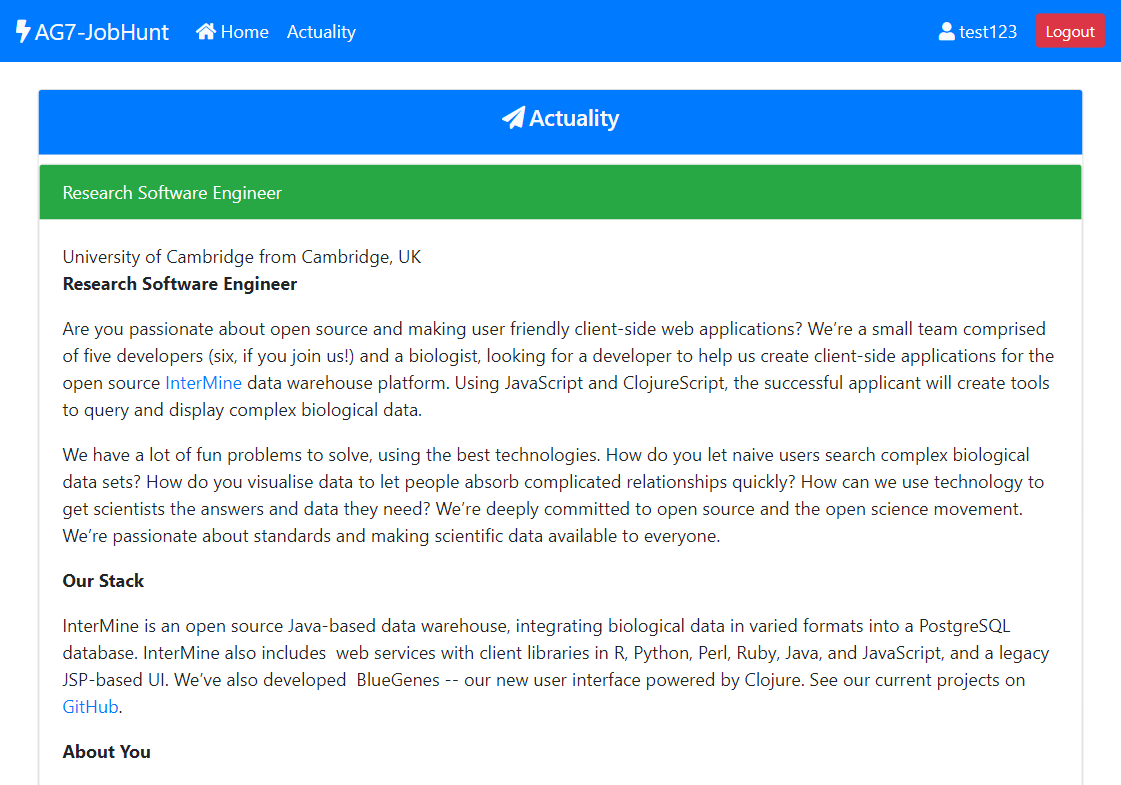 AG7-JobHunt Home Actuality test123 Logout
Actuality
Research Software Engineer
University of Cambridge from Cambridge, UK
Research Software Engineer
Are you passionate about open source and making user friendly client-side web applications? We’re a small team comprised
of five developers (six, if you join us!) and a biologist, looking for a developer to help us create client-side applications for the
open source InterMine data warehouse platform. Using JavaScript and ClojureScript, the successful applicant will create tools
to query and display complex biological data.
We have a lot of fun problems to solve, using the best technologies. How do you let naive users search complex biological
data sets? How do you visualise data to let people absorb complicated relationships quickly? How can we use technology to
get scientists the answers and data they need? We’re deeply committed to open source and the open science movement.
We’re passionate about standards and making scientific data available to everyone.
Our Stack
InterMine is an open source Java-based data warehouse, integrating biological data in varied formats into a PostgreSQL
database. InterMine also includes  web services with client libraries in R, Python, Perl, Ruby, Java, and JavaScript, and a legacy
JSP-based UI. We’ve also developed  BlueGenes -- our new user interface powered by Clojure. See our current projects on
GitHub.
About You